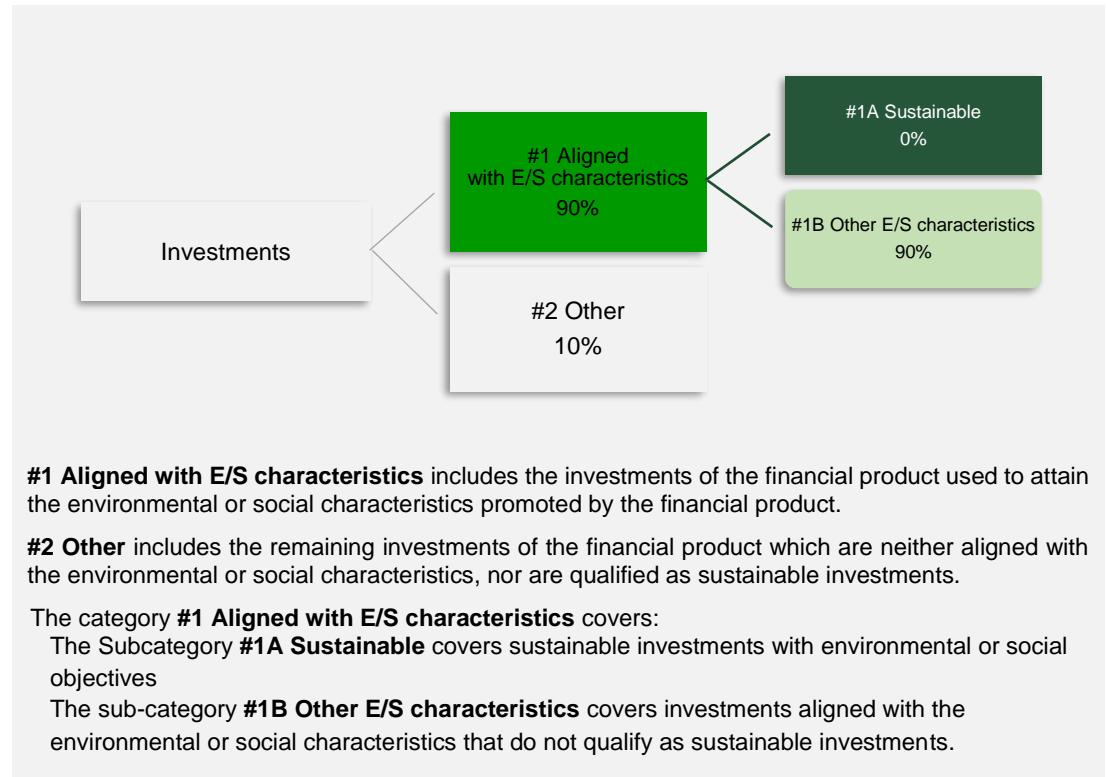 #1A Sustainable
0%
#1 Aligned
with E/S characteristics
90%
#1B Other E/S characteristics
90%
Investments
#2 Other
10%
#1 Aligned with E/S characteristics includes the investments of the financial product used to attain
the environmental or social characteristics promoted by the financial product.
#2 Other includes the remaining investments of the financial product which are neither aligned with
the environmental or social characteristics, nor are qualified as sustainable investments.
The category #1 Aligned with E/S characteristics covers:
The Subcategory #1A Sustainable covers sustainable investments with environmental or social
objectives
The sub-category #1B Other E/S characteristics covers investments aligned with the
environmental or social characteristics that do not qualify as sustainable investments.